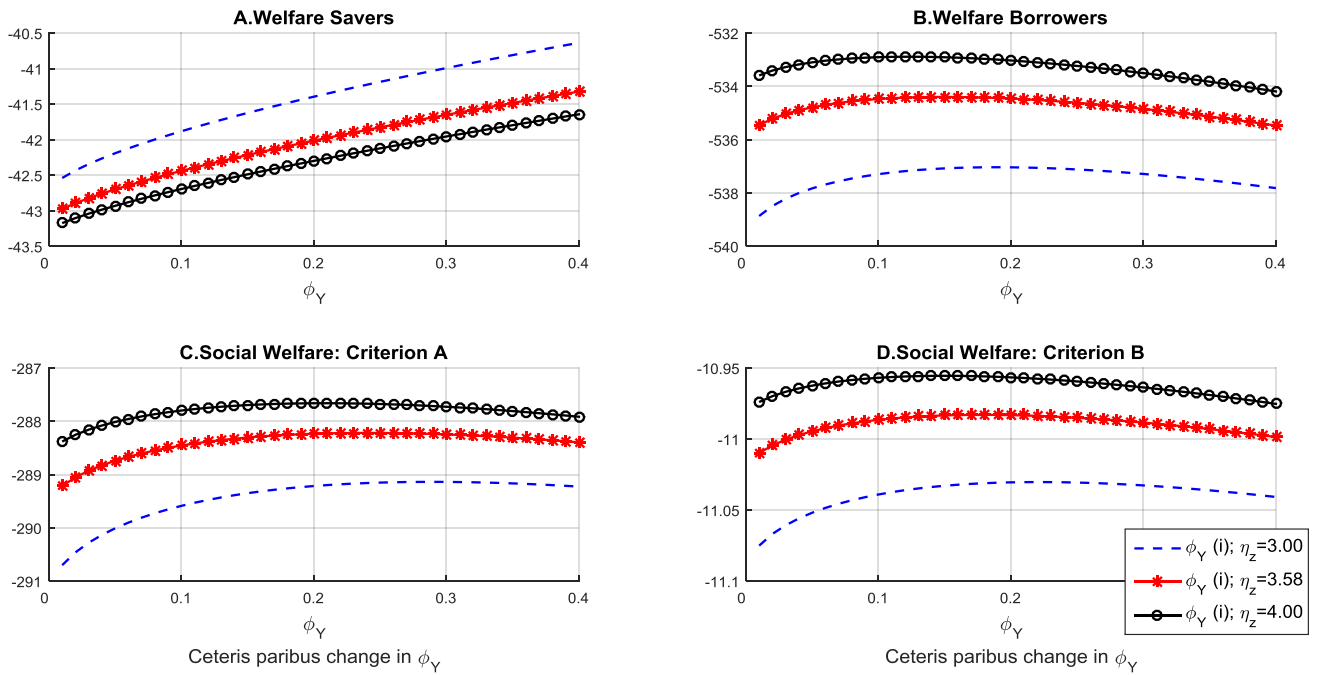 A.Welfare Savers
-40.5
-41
-41.5
-42
-42.5
-43
-43.5
0 0.1 0.2 0.3 0.4
ϕY
B.Welfare Borrowers
-532
-534
-536
-538
-540
0 0.1 0.2 0.3 0.4
ϕY
C.Social Welfare: Criterion A
-287
-288
-289
-290
-291
0 0.1 0.2 0.3 0.4
ϕY
Ceteris paribus change in ϕY
D.Social Welfare: Criterion B
-10.95
-11
-11.05
-11.1
0 0.1 0.2
ϕY
Ceteris paribus change in ϕY
ϕY (i); ηz=3.00
ϕY (i); ηz=3.58
ϕY (i); ηz=4.00